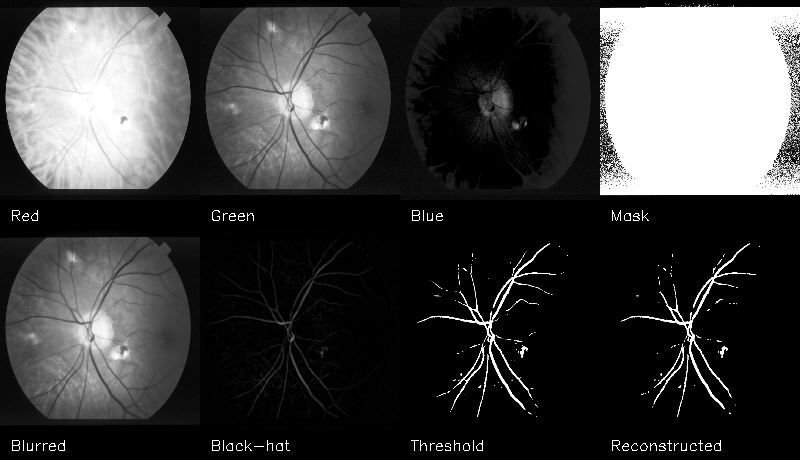 Red
Green
Blue
Mask
Blurred
Black-hat
Threshold
Reconstructed